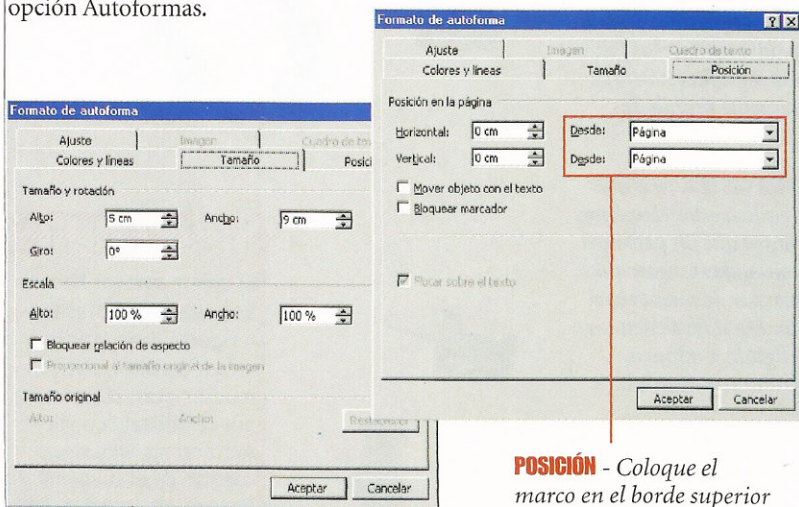 opción Autoformas.
Formato de autoforma
Ajuste Imagen Cuadro de texto
Colores y líneas Tamaño Posición
Posición en la página
Horizontal: 0 cm Desde: Página
Vertical: 0 cm Desde: Página
Mover objeto con el texto
Bloquear marcador
Flotar sobre el texto
Aceptar Cancelar
Formato de autoforma
Ajuste Imagen Cuadro de tex
Colores y líneas Tamaño Posici
Tamaño y rotación
Alto: 5 cm Ancho: 9 cm
Giro: 0°
Escala
Alto: 100 % Ancho: 100 %
Bloquear relación de aspecto
Proporcional al tamaño original de la imagen
Tamaño original
Alto: Ancho:
Restablecer
Aceptar Cancelar
POSICIÓN - Coloque el
marco en el borde superior